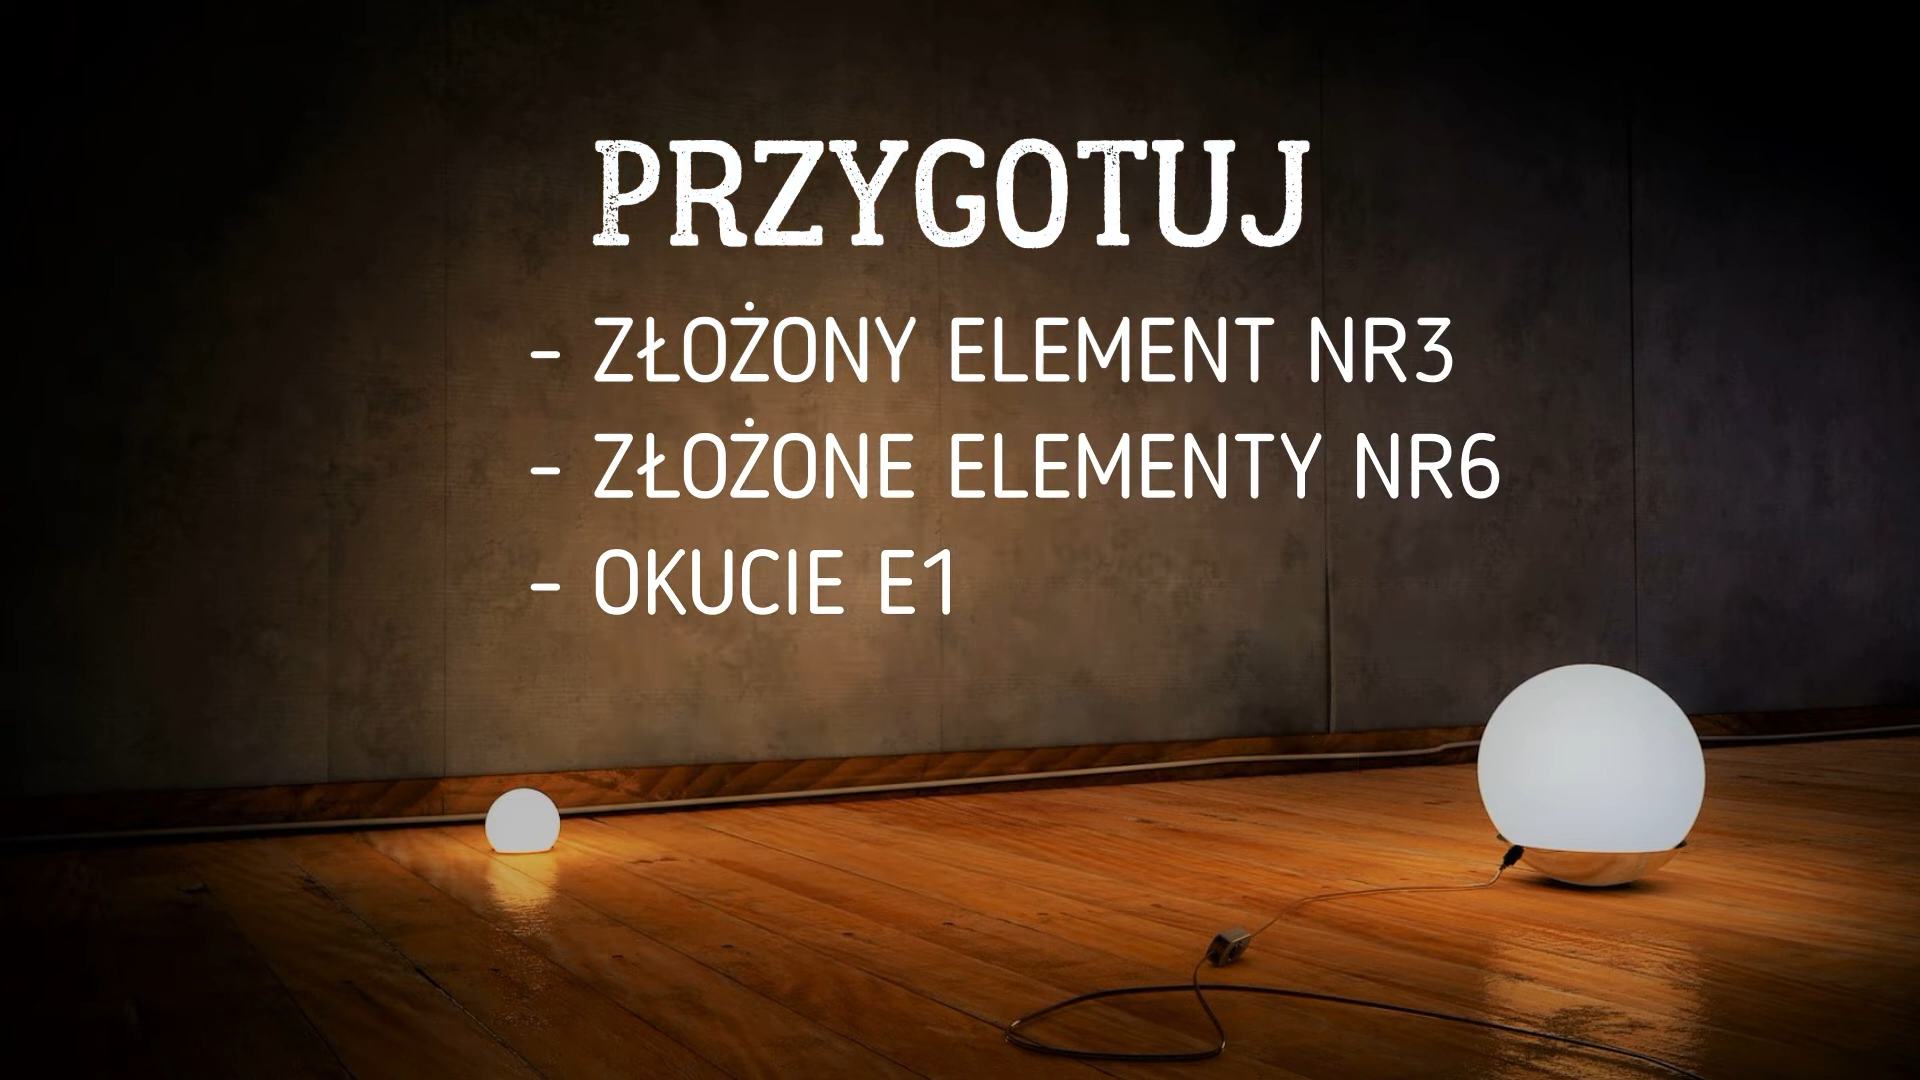 PRZYGOTUJ
- ZŁOŻONY ELEMENT NR3
- ZŁOŻONE ELEMENTY NR6
- OKUCIE E1